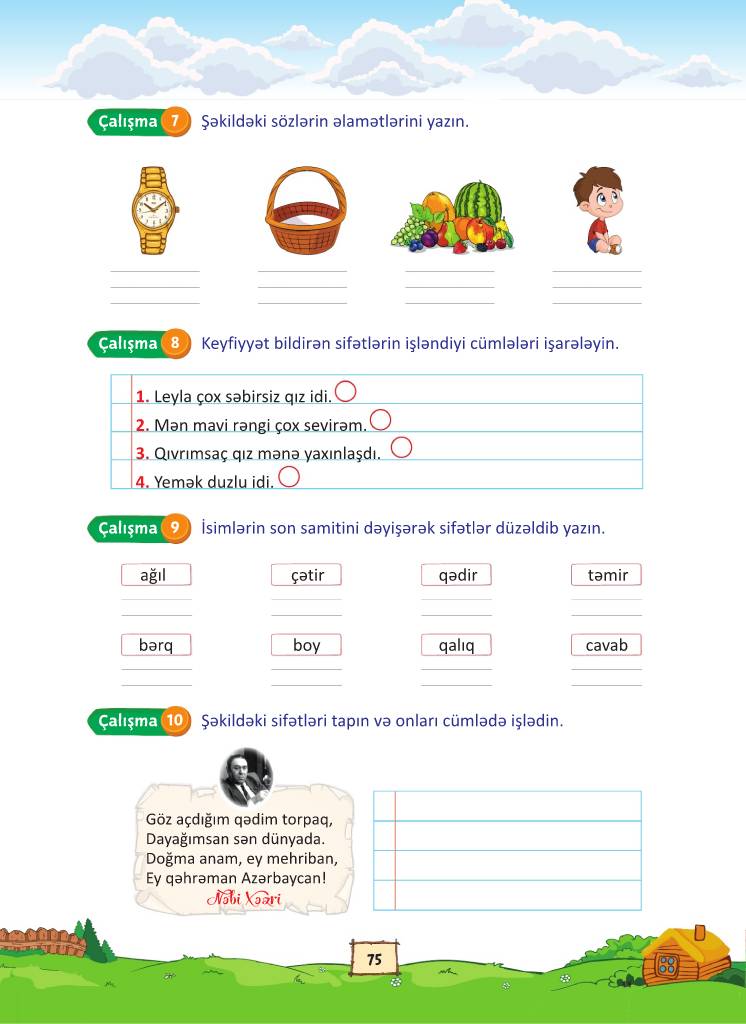 Çalışma 7 Şəkildəki sözlərin əlamətlərini yazın.
Çalışma 8 Keyfiyyət bildirən sifətlərin işləndiyi cümlələri işarələyin.
1. Leyla çox səbirsiz qız idi.
2. Mən mavi rəngi çox sevirəm.
3. Qıvrımsaç qız mənə yaxınlaşdı.
4. Yemək duzlu idi.
Çalışma 9 İsimlərin son samitini dəyişərək sifətlər düzəldib yazın.
ağıl çətir qədir təmir
bərq boy qalıq cavab
Çalışma 10 Şəkildəki sifətləri tapın və onları cümlədə işlədin.
Göz açdığım qədim torpaq,
Dayağımsan sən dünyada.
Doğma anam, ey mehriban,
Ey qəhrəman Azərbaycan!
Nəbi Xəzri
75